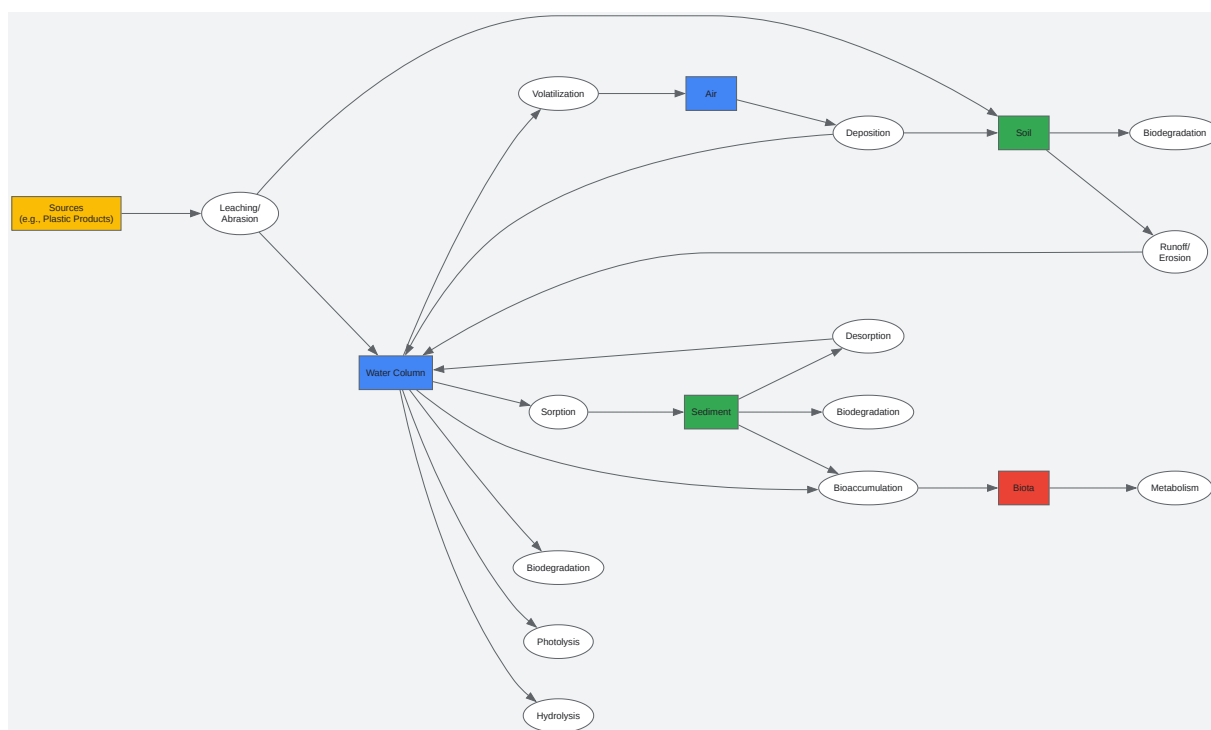 Volatilization
Air
Deposition
Soil
Biodegradation
Sources
(e.g., Plastic Products)
Leaching/
Abrasion
Runoff/
Erosion
Desorption
Water Column
Sorption
Sediment
Biodegradation
Bioaccumulation
Biota
Metabolism
Biodegradation
Photolysis
Hydrolysis